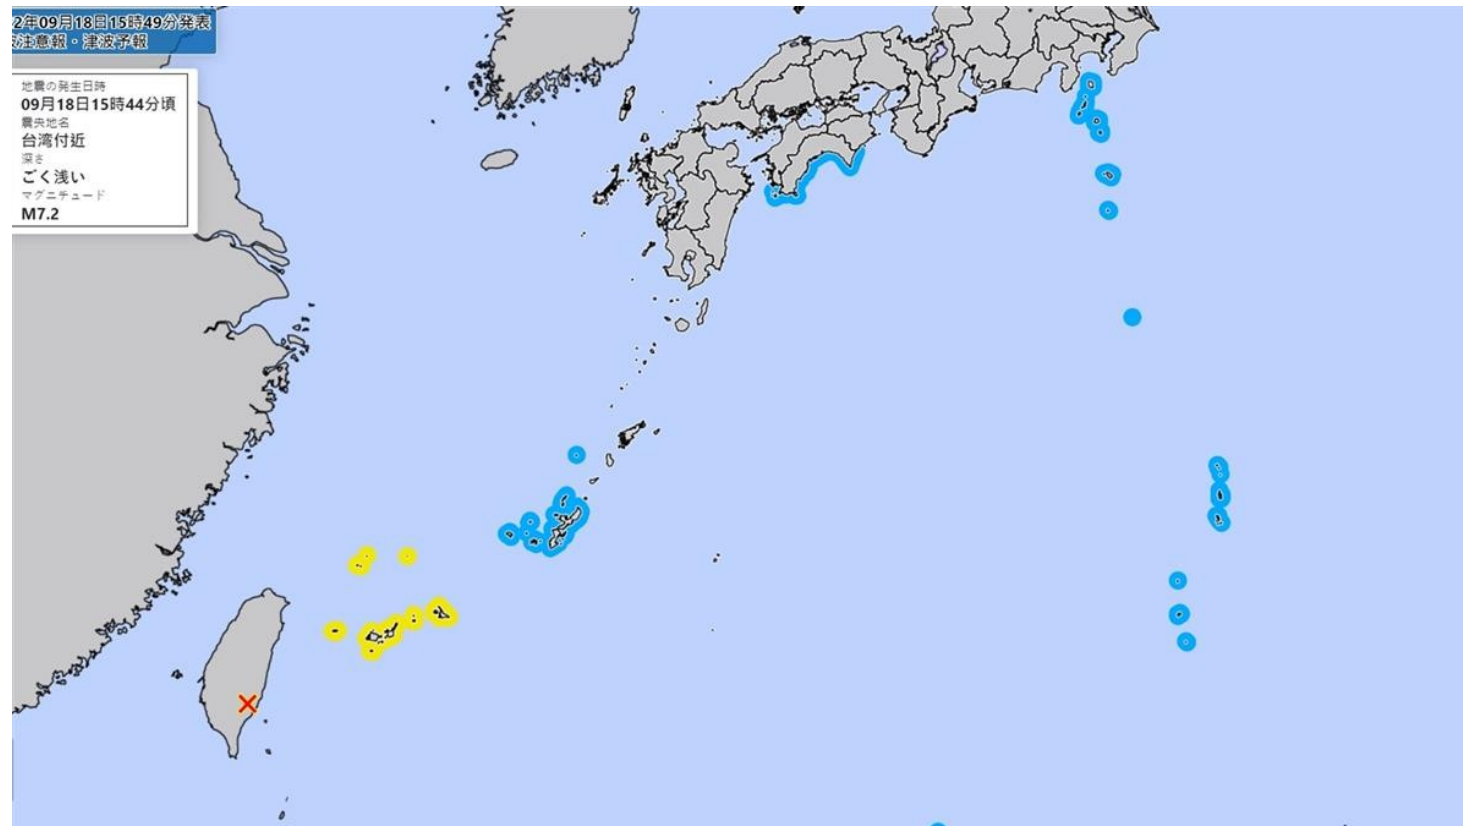 2年09月18日15時49分発表
注意報・津波予報
地震の発生日時
09月18日15時44分頃
震央地名
台湾付近
深さ
ごく浅い
マグニチュード
M7.2